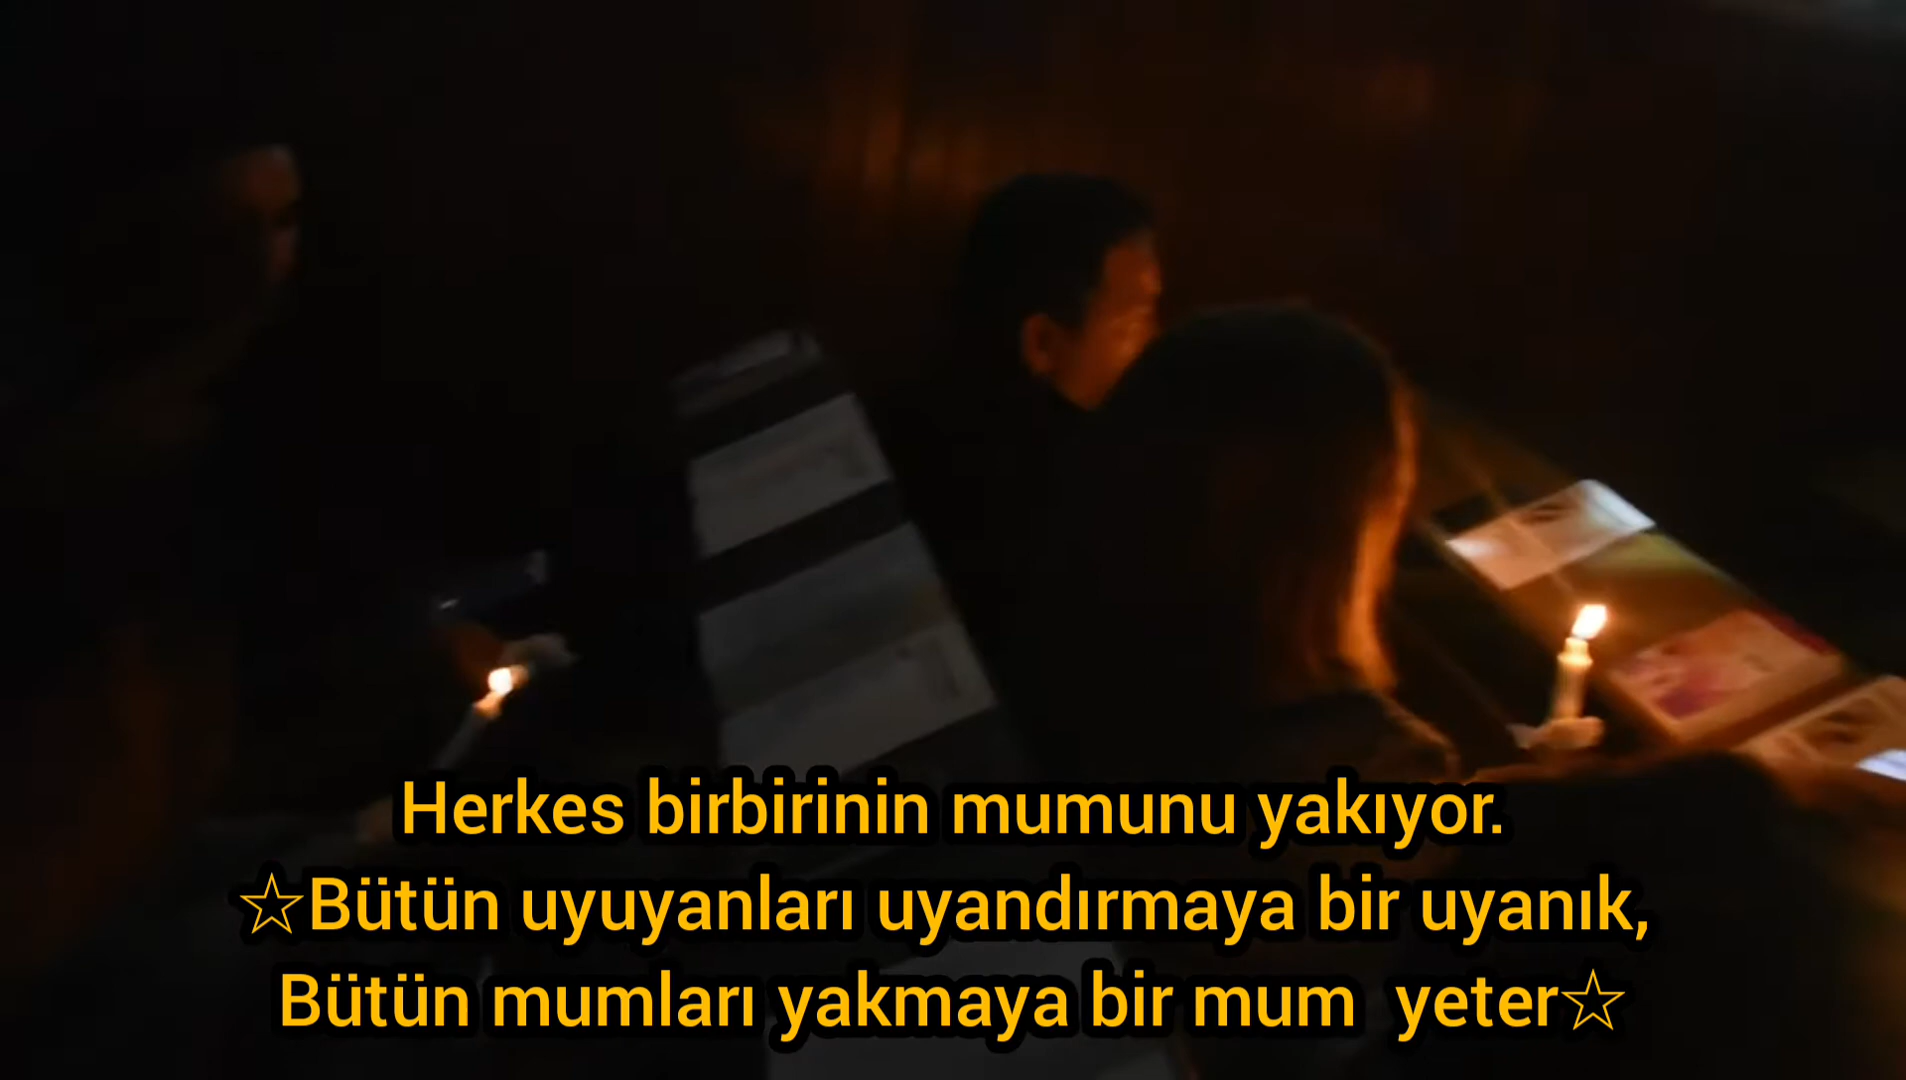 Herkes birbirinin mumunu yakıyor.
☆Bütün uyuyanları uyandırmaya bir uyanık,
Bütün mumları yakmaya bir mum  yeter☆